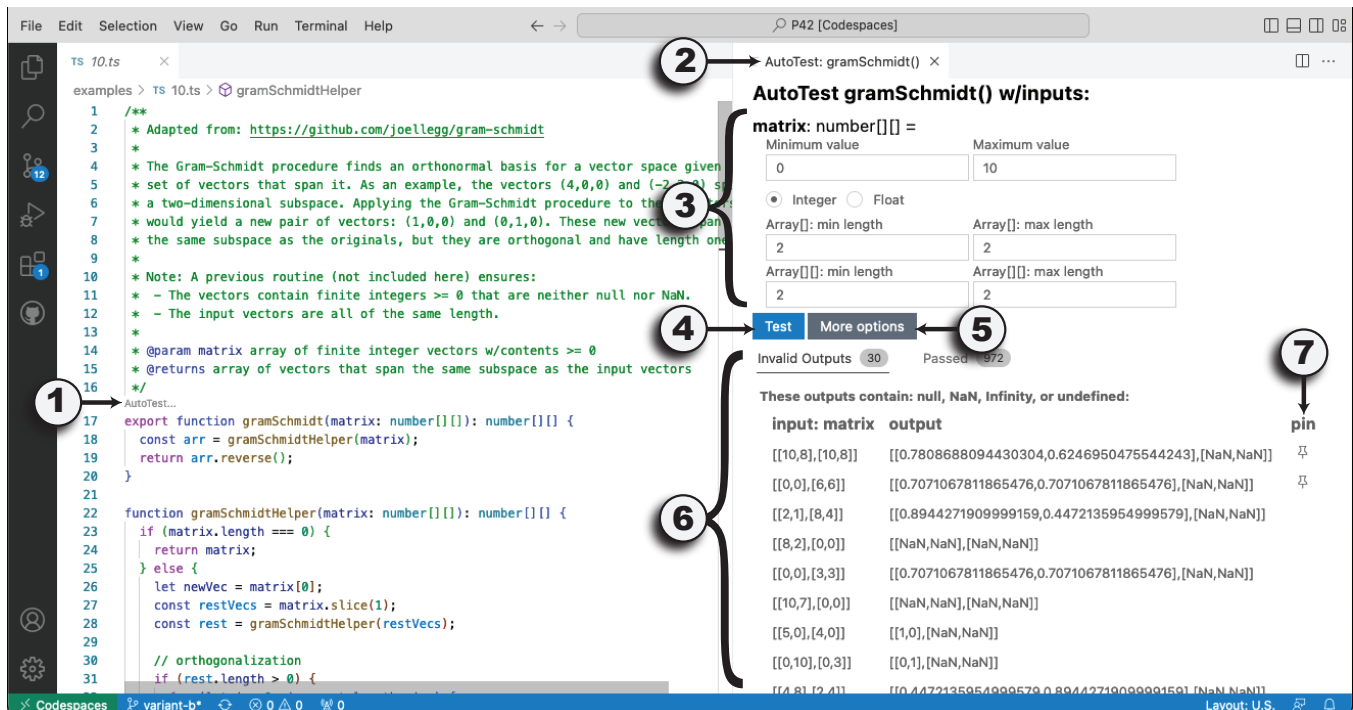 File Edit Selection View Go Run Terminal Help
P42 [Codespaces]
TS 10.ts
examples > TS 10.ts > gramSchmidtHelper
1 /**
2 * Adapted from: https://github.com/joellegg/gram-schmidt
3 *
4 * The Gram-Schmidt procedure finds an orthonormal basis for a vector space given
5 * set of vectors that span it. As an example, the vectors (4,0,0) and
6 * a two-dimensional subspace. Applying the Gram-Schmidt procedure to
7 * would yield a new pair of vectors: (1,0,0) and (0,1,0). These new
8 * the same subspace as the originals, but they are orthogonal and have length one
9 *
10 * Note: A previous routine (not included here) ensures:
11 * - The vectors contain finite integers >= 0 that are neither null nor NaN.
12 * - The input vectors are all of the same length.
13 *
14 * @param matrix array of finite integer vectors w/contents >= 0
15 * @returns array of vectors that span the same subspace as the input vectors
16 */
AutoTest...
17 export function gramSchmidt(matrix: number[][]): number[][] {
18 const arr = gramSchmidtHelper(matrix);
19 return arr.reverse();
20 }
21
22 function gramSchmidtHelper(matrix: number[][]): number[][] {
23 if (matrix.length === 0) {
24 return matrix;
25 } else {
26 let newVec = matrix[0];
27 const restVecs = matrix.slice(1);
28 const rest = gramSchmidtHelper(restVecs);
29
30 // orthogonalization
31 if (rest.length > 0) {
12
1
1
2
AutoTest: gramSchmidt()
AutoTest gramSchmidt() w/inputs:
matrix: number[][] =
Minimum value Maximum value
0 10
Integer Float
3
Array[]: min length Array[]: max length
2 2
Array[][]: min length Array[][]: max length
2 2
4 Test More options 5
Invalid Outputs 30 Passed 972
7
These outputs contain: null, NaN, Infinity, or undefined:
input: matrix output pin
[[10,8],[10,8]] [[0.7808688094430304,0.6246950475544243],[NaN,NaN]]
[[0,0],[6,6]] [[0.7071067811865476,0.7071067811865476],[NaN,NaN]]
6
[[2,1],[8,4]] [[0.8944271909999159,0.4472135954999579],[NaN,NaN]]
[[8,2],[0,0]] [[NaN,NaN],[NaN,NaN]]
[[0,0],[3,3]] [[0.7071067811865476,0.7071067811865476],[NaN,NaN]]
[[10,7],[0,0]] [[NaN,NaN],[NaN,NaN]]
[[5,0],[4,0]] [[1,0],[NaN,NaN]]
[[0,10],[0,3]] [[0,1],[NaN,NaN]]
[[4,8],[2,4]] [[0.4472135954999579,0.8944271909999159],[NaN,NaN]]
Codespaces variant-b* 0 0 0 Layout: U.S.